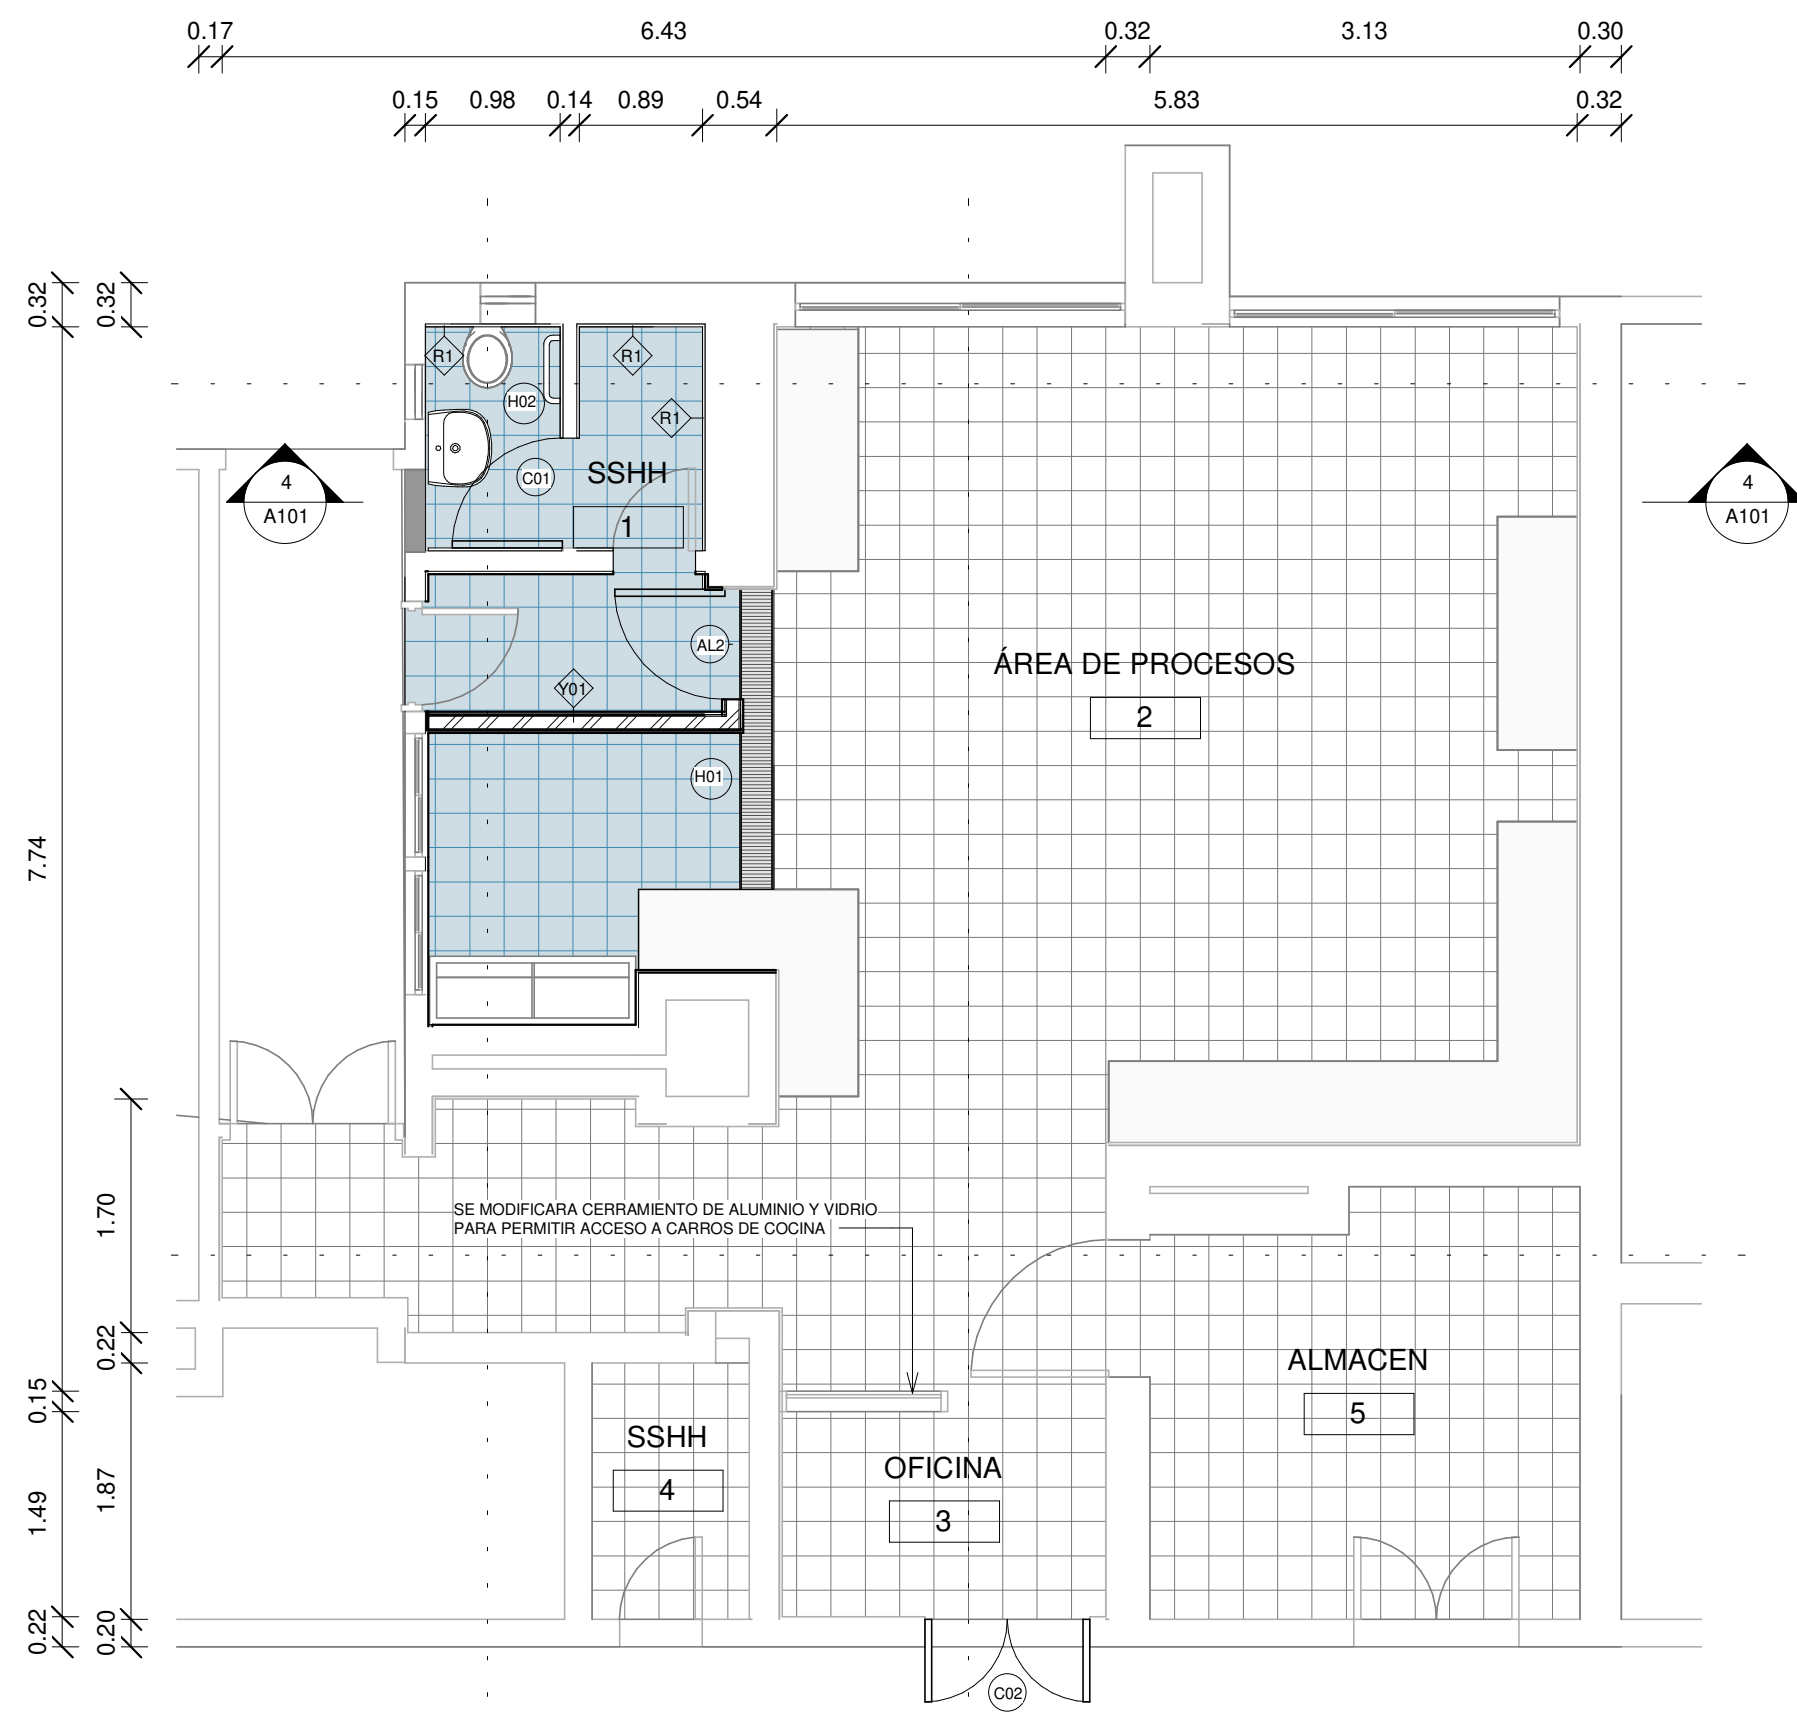 0.17 6.43 0.32 3.13 0.30
0.15 0.98 0.14 0.89 0.54 5.83 0.32
0.32 0.32
R1 R1
H02
R1
SSHH
C01
1
4
A101
4
A101
AL2
Y01
ÁREA DE PROCESOS
2
H01
7.74
SE MODIFICARA CERRAMIENTO DE ALUMINIO Y VIDRIO
PARA PERMITIR ACCESO A CARROS DE COCINA
1.70
0.22
0.15
ALMACEN
5
SSHH
4
OFICINA
3
1.49
1.87
0.22
0.20
C02